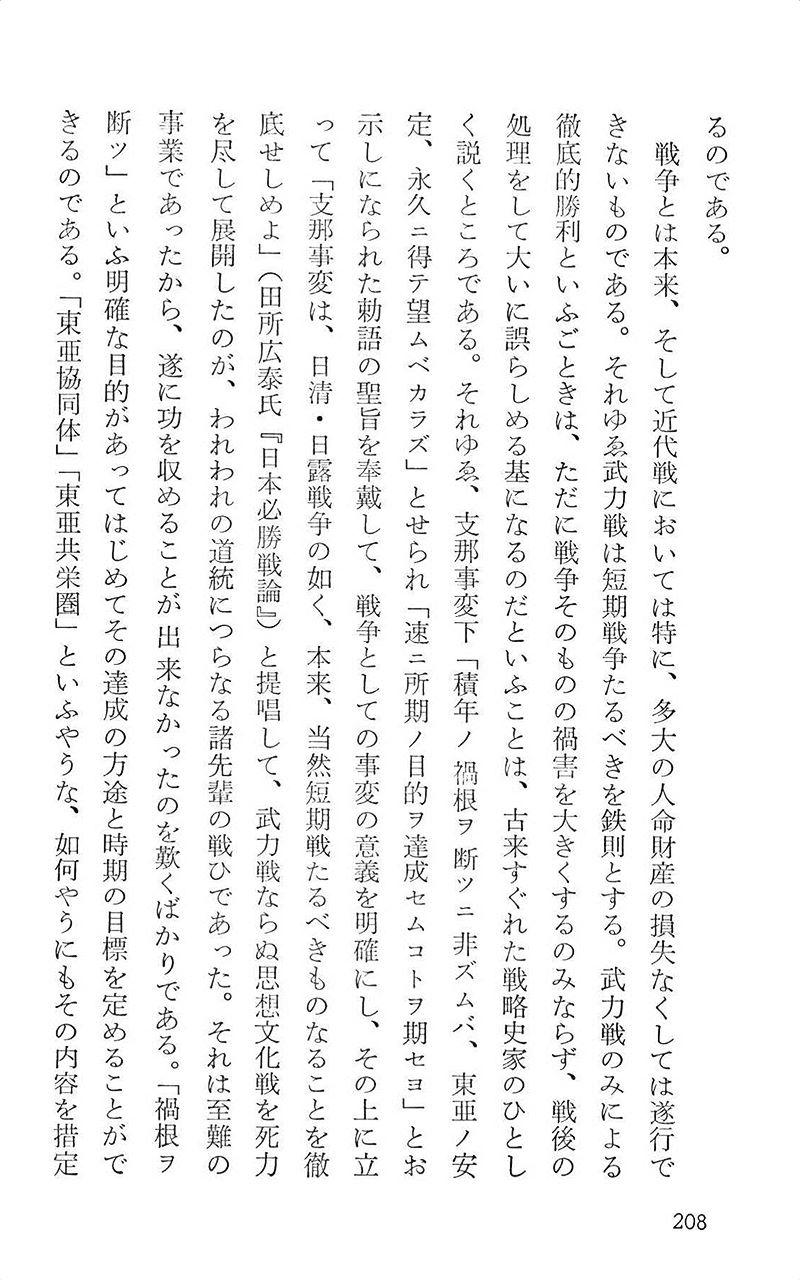 るのである。
戦争とは本来、そして近代戦においては特に、多大の人命財産の損失なくしては遂行で
きないものである。それゆゑ武力戦は短期戦争たるべきを鉄則とする。武力戦のみによる
徹底的勝利といふごときは、ただに戦争そのものの禍害を大きくするのみならず、戦後の
処理をして大いに誤らしめる基になるのだといふことは、古来すぐれた戦略史家のひとし
く説くところである。それゆゑ、支那事変下「積年ノ禍根ヲ断ツニ非ズムバ、東亜ノ安
定、永久ニ得テ望ムベカラズ」とせられ「速ニ所期ノ目的ヲ達成セムコトヲ期セヨ」とお
示しになられた勅語の聖旨を奉戴して、戦争としての事変の意義を明確にし、その上に立
って「支那事変は、日清・日露戦争の如く、本来、当然短期戦たるべきものなることを徹
底せしめよ」（田所広泰氏『日本必勝戦論』）と提唱して、武力戦ならぬ思想文化戦を死力
を尽して展開したのが、われわれの道統につらなる諸先輩の戦ひであった。それは至難の
事業であったから、遂に功を収めることが出来なかったのを歎くばかりである。「禍根ヲ
断ツ」といふ明確な目的があってはじめてその達成の方途と時期の目標を定めることがで
きるのである。「東亜協同体」「東亜共栄圏」といふやうな、如何やうにもその内容を措定
208